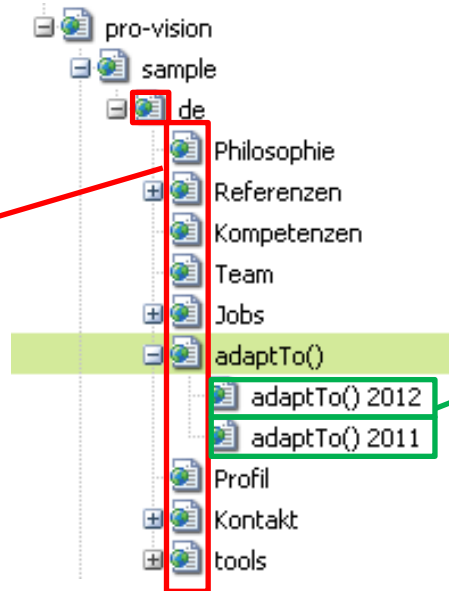 pro-vision
sample
de
Philosophie
Referenzen
Kompetenzen
Team
Jobs
adaptTo()
adaptTo() 2012
adaptTo() 2011
Profil
Kontakt
tools